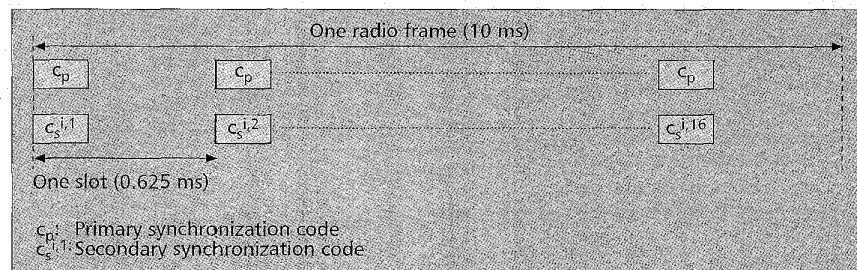 One radio frame (10 ms)
cp cp cp
cs i,1 cs i,2 cs i,16
One slot (0.625 ms)
cp: Primary synchronization code
cs i,1: Secondary synchronization code